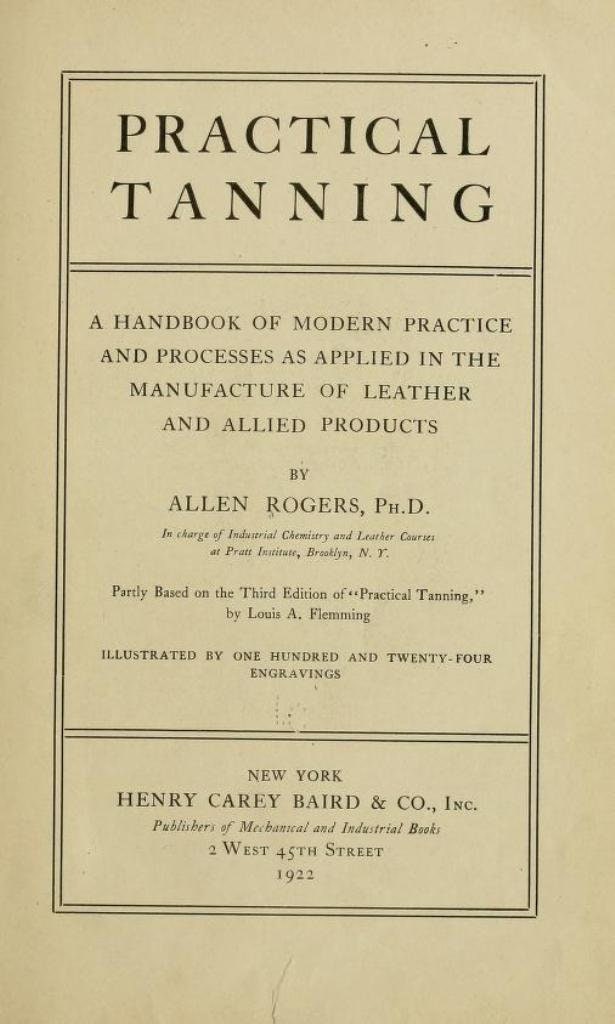 PRACTICAL
TANNING
A HANDBOOK OF MODERN PRACTICE
AND PROCESSES AS APPLIED IN THE
MANUFACTURE OF LEATHER
AND ALLIED PRODUCTS
BY
ALLEN ROGERS, PH.D.
In charge of Industrial Chemistry and Leather Courses
at Pratt Institute, Brooklyn, N. Y.
Partly Based on the Third Edition of "Practical Tanning,"
by Louis A. Flemming
ILLUSTRATED BY ONE HUNDRED AND TWENTY-FOUR
ENGRAVINGS
NEW YORK
HENRY CAREY BAIRD & CO., INC.
Publishers of Mechanical and Industrial Books
2 WEST 45TH STREET
1922